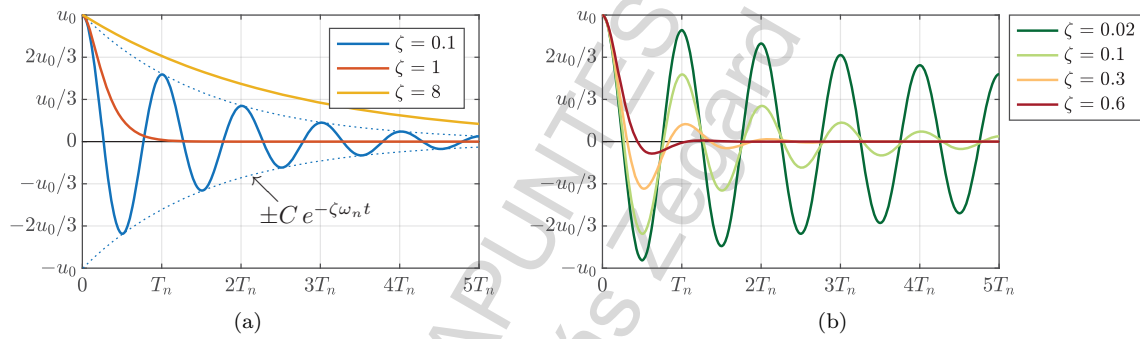 u₀
2u₀/3
u₀/3
0
−u₀/3
−2u₀/3
−u₀
0 Tₙ 2Tₙ 3Tₙ 4Tₙ 5Tₙ
ζ = 0.1
ζ = 1
ζ = 8
±C e^{−ζωₙt}
(a)
u₀
2u₀/3
u₀/3
0
−u₀/3
−2u₀/3
−u₀
0 Tₙ 2Tₙ 3Tₙ 4Tₙ 5Tₙ
ζ = 0.02
ζ = 0.1
ζ = 0.3
ζ = 0.6
(b)
APUNTES
Zegard